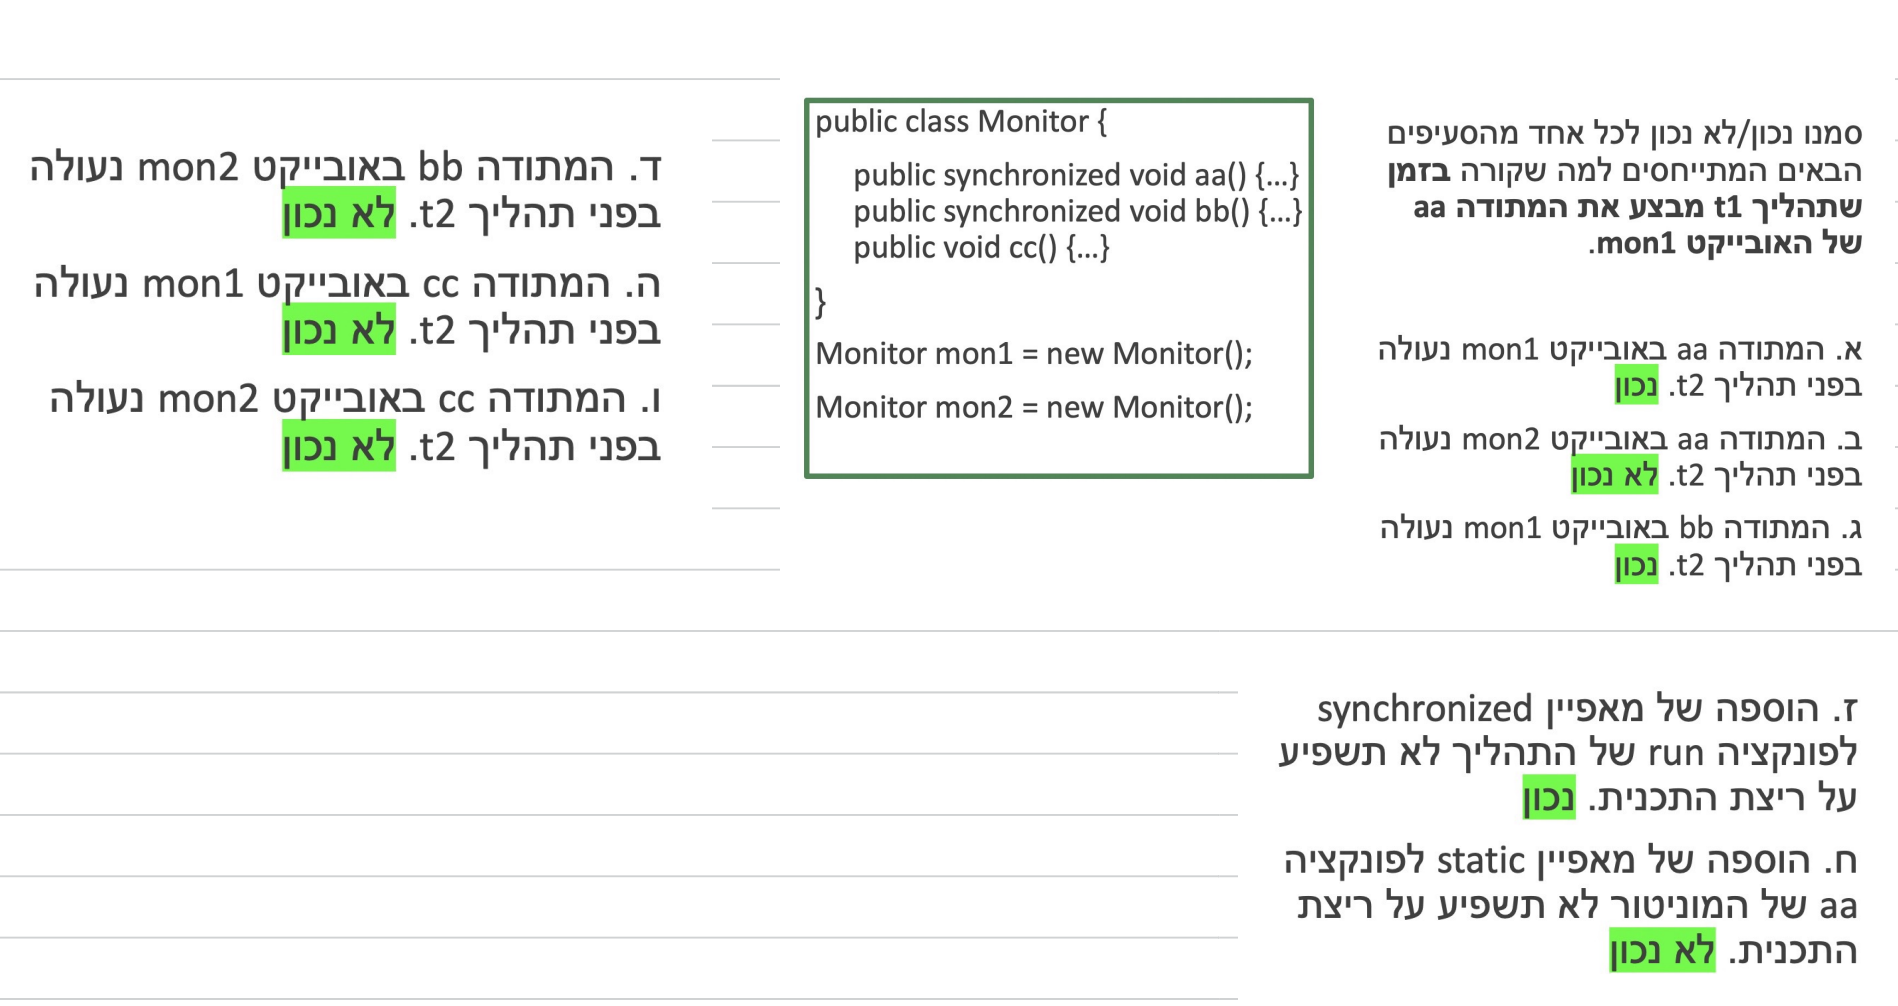 סמנו נכון/לא נכון לכל אחד מהסעיפים
הבאים המתייחסים למה שקורה בזמן
שתהליך t1 מבצע את המתודה aa
של האובייקט mon1.
א. המתודה aa באובייקט mon1 נעולה
בפני תהליך t2. נכון
ב. המתודה aa באובייקט mon2 נעולה
בפני תהליך t2. לא נכון
ג. המתודה bb באובייקט mon1 נעולה
בפני תהליך t2. נכון
public class Monitor {
public synchronized void aa() {...}
public synchronized void bb() {...}
public void cc() {...}
}
Monitor mon1 = new Monitor();
Monitor mon2 = new Monitor();
ד. המתודה bb באובייקט mon2 נעולה
בפני תהליך t2. לא נכון
ה. המתודה cc באובייקט mon1 נעולה
בפני תהליך t2. לא נכון
ו. המתודה cc באובייקט mon2 נעולה
בפני תהליך t2. לא נכון
ז. הוספה של מאפיין synchronized
לפונקציה run של התהליך לא תשפיע
על ריצת התכנית. נכון
ח. הוספה של מאפיין static לפונקציה
aa של המוניטור לא תשפיע על ריצת
התכנית. לא נכון